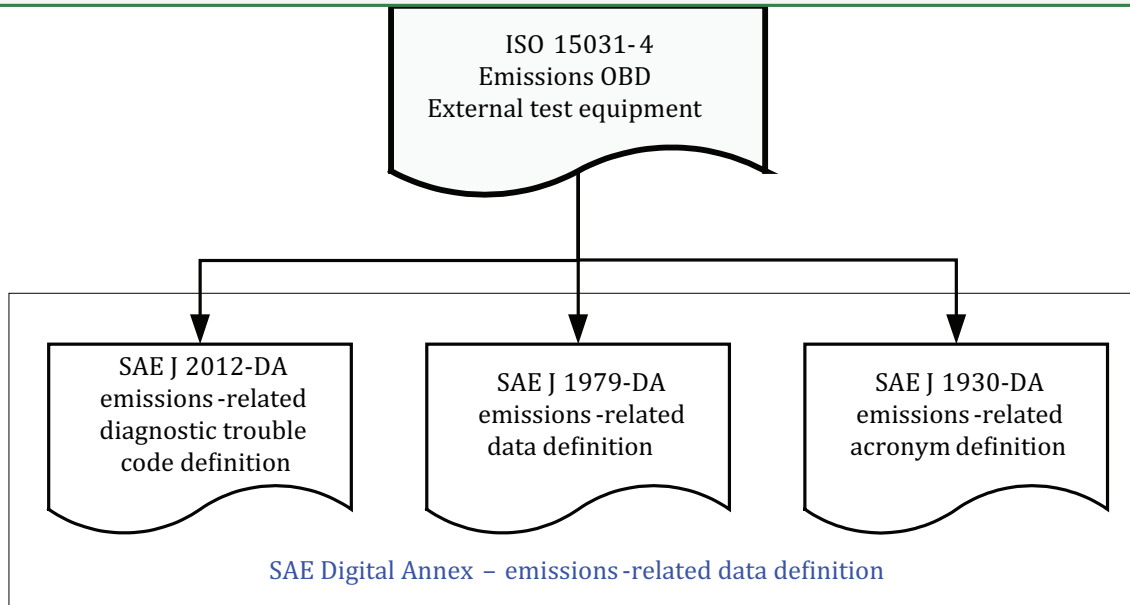 ISO 15031-4
Emissions OBD
External test equipment
SAE J 2012-DA
emissions-related
diagnostic trouble
code definition
SAE J 1979-DA
emissions-related
data definition
SAE J 1930-DA
emissions-related
acronym definition
SAE Digital Annex – emissions-related data definition